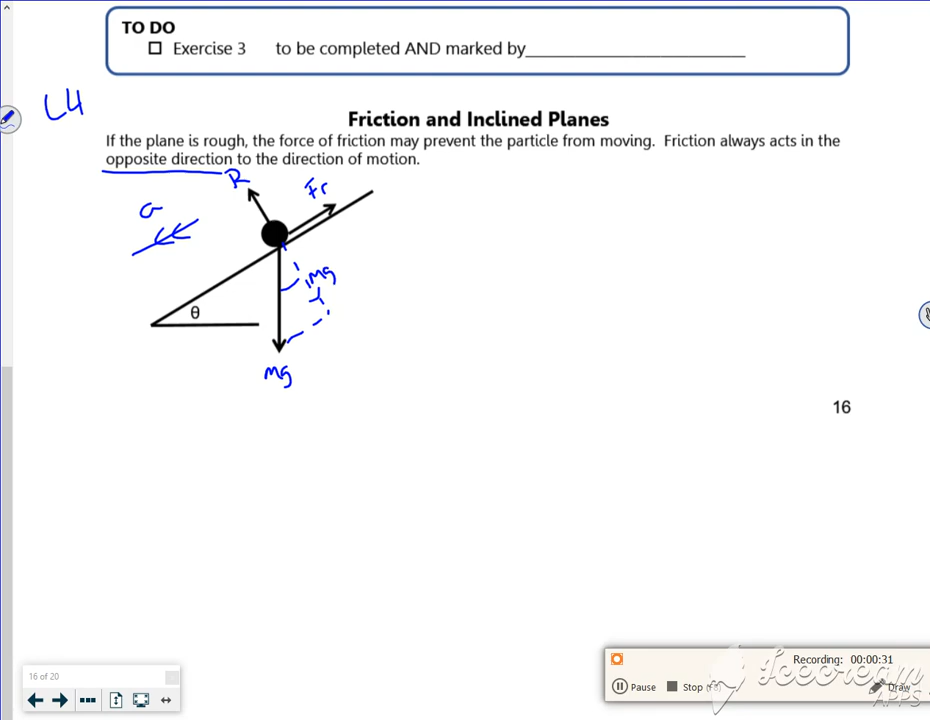 TO DO
Exercise 3 to be completed AND marked by
L4
Friction and Inclined Planes
If the plane is rough, the force of friction may prevent the particle from moving. Friction always acts in the
opposite direction to the direction of motion.
R
Fr
a
mg
θ
mg
16
Recording: 00:00:31
16 of 20
Pause
Stop
Draw
Icecream
APPS